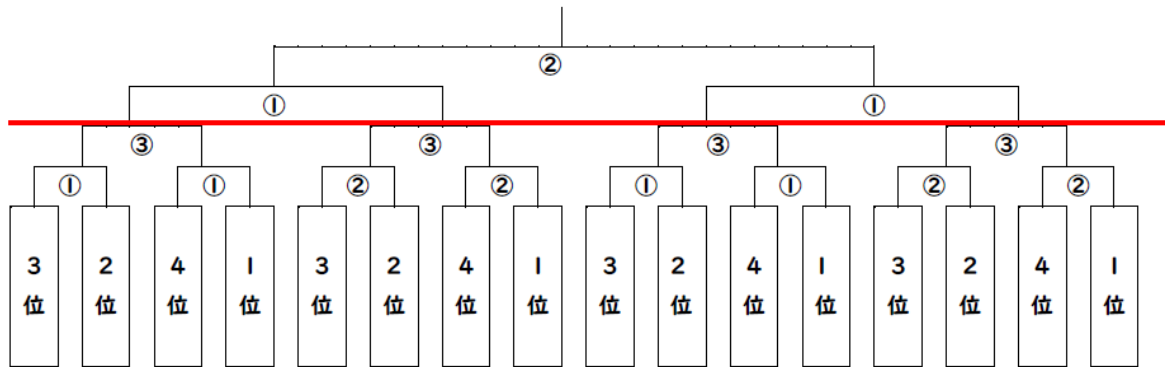 ②
① ①
③ ③ ③ ③
① ① ② ② ① ① ② ②
3位 2位 4位 1位 3位 2位 4位 1位 3位 2位 4位 1位 3位 2位 4位 1位